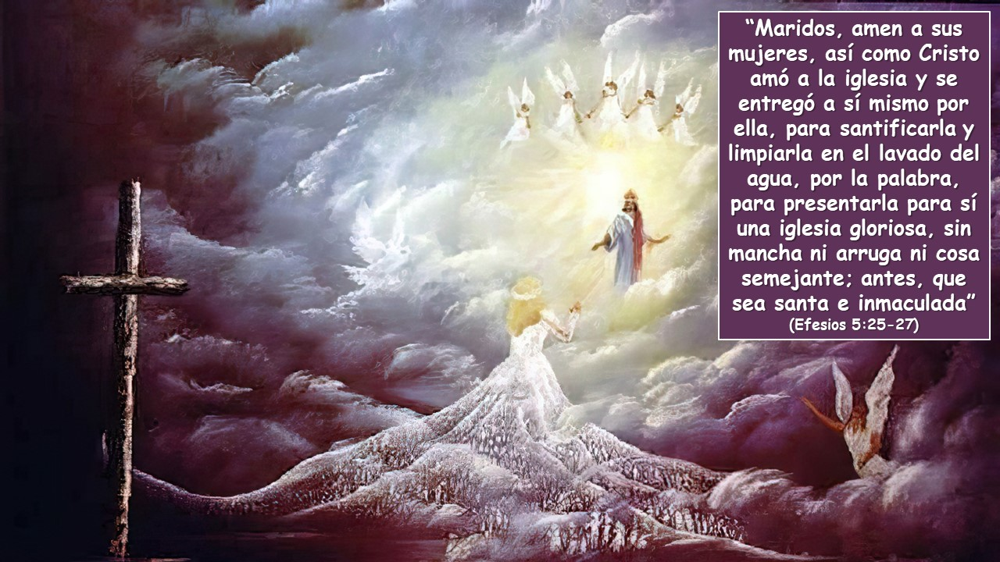 “Maridos, amen a sus
mujeres, así como Cristo
amó a la iglesia y se
entregó a sí mismo por
ella, para santificarla y
limpiarla en el lavado del
agua, por la palabra,
para presentarla para sí
una iglesia gloriosa, sin
mancha ni arruga ni cosa
semejante; antes, que
sea santa e inmaculada”
(Efesios 5:25-27)